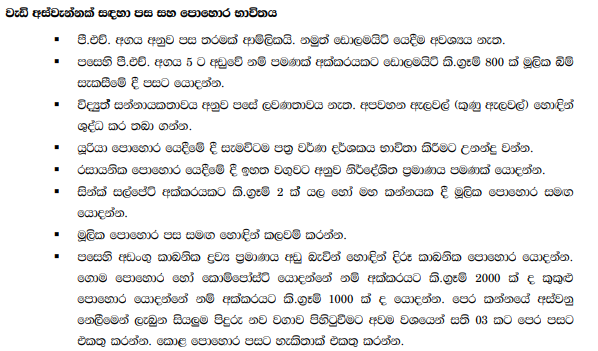 වැඩි අස්වැන්නක් සඳහා පස සහ පොහොර භාවිතය
▪ පී.එච්. අගය අනුව පස තරමක් ආම්ලිකයි. නමුත් ඩොලමයිට් යෙදීම අවශ්‍යය නැත.
▪ පසෙහි පී.එච්. අගය 5 ට අඩුවේ නම් පමණක් අක්කරයකට ඩොලමයිට් කි.ග්‍රෑම් 800 ක් මූලික බිම්
සැකසීමේ දී පසට යොදන්න.
▪ විද්‍යුත් සන්නායකතාවය අනුව පසේ ලවණතාවය නැත. අපවහන ඇලවල් (කුණු ඇලවල්) හොඳින්
ශුද්ධ කර තබා ගන්න.
▪ යූරියා පොහොර යෙදීමේ දී සැමවිටම පත්‍ර වර්ණ දර්ශකය භාවිතා කිරීමට උනන්දු වන්න.
▪ රසායනික පොහොර යෙදීමේ දී ඉහත වගුවට අනුව නිර්දේශිත ප්‍රමාණය පමණක් යොදන්න.
▪ සින්ක් සල්පේට් අක්කරයකට කි.ග්‍රෑම් 2 ක් යල හෝ මහ කන්නයක දී මූලික පොහොර සමඟ
යොදන්න.
▪ මූලික පොහොර පස සමඟ හොඳින් කලවම් කරන්න.
▪ පසෙහි අඩංගු කාබනික ද්‍රව්‍ය ප්‍රමාණය අඩු බැවින් හොඳින් දිරූ කාබනික පොහොර යොදන්න.
ගොම පොහොර හෝ කොම්පෝස්ට් යොදන්නේ නම් අක්කරයට කි.ග්‍රෑම් 2000 ක් ද කුකුළු
පොහොර යොදන්නේ නම් අක්කරයට කි.ග්‍රෑම් 1000 ක් ද යොදන්න. පෙර කන්නයේ අස්වනු
නෙලීමෙන් ලැබුන සියලුම පිදුරු නව වගාව පිහිටුවීමට අවම වශයෙන් සති 03 කට පෙර පසට
එකතු කරන්න. කොළ පොහොර පසට හැකිතාක් එකතු කරන්න.